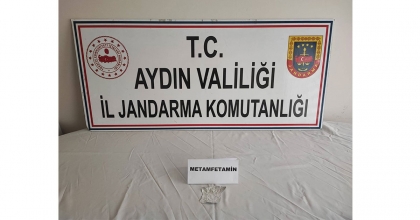 T.C.
AYDIN VALİLİĞİ
İL JANDARMA KOMUTANLIĞI
METAMFETAMİN